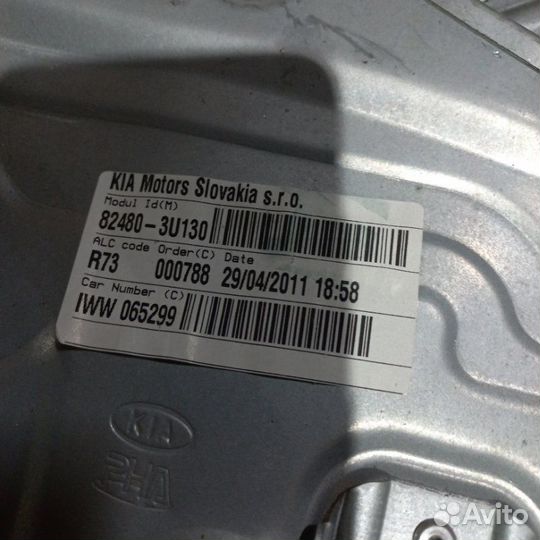 KIA Motors Slovakia s.r.o.
Modul Id(M)
82480-3U130
ALC code Order(C) Date
R73 000788 29/04/2011 18:58
Car Number (C)
IWW 065299
KIA
PHA
Avito